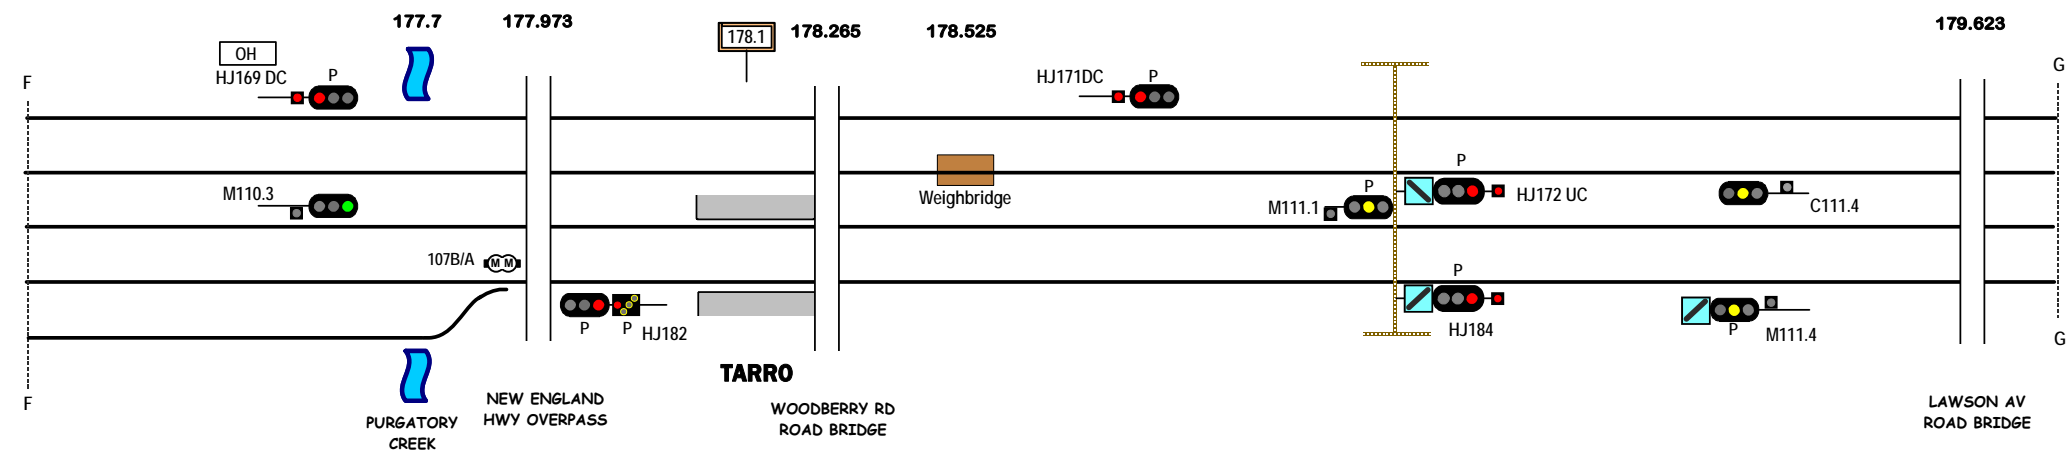 177.7
177.973
178.1
178.265
178.525
179.623
OH
HJ169 DC
P
HJ171DC
P
F
G
P
M110.3
Weighbridge
M111.1
P
HJ172 UC
C111.4
107B/A
M M
P
P
P
HJ182
HJ184
P
M111.4
G
TARRO
F
PURGATORY
CREEK
NEW ENGLAND
HWY OVERPASS
WOODBERRY RD
ROAD BRIDGE
LAWSON AV
ROAD BRIDGE